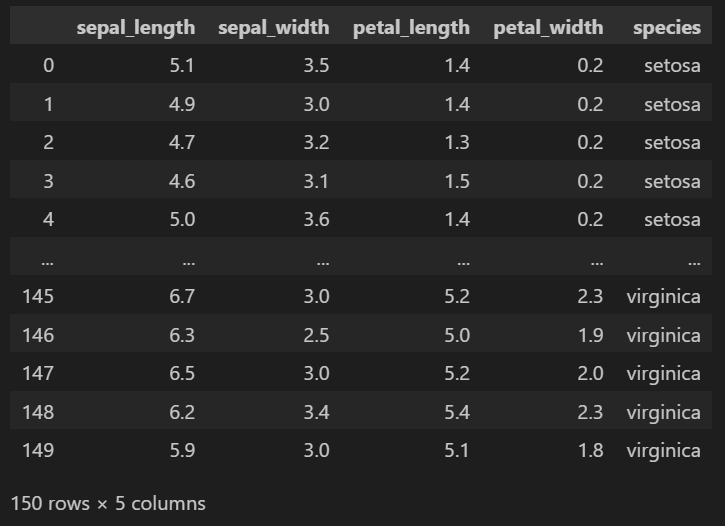 sepal_length sepal_width petal_length petal_width species
0 5.1 3.5 1.4 0.2 setosa
1 4.9 3.0 1.4 0.2 setosa
2 4.7 3.2 1.3 0.2 setosa
3 4.6 3.1 1.5 0.2 setosa
4 5.0 3.6 1.4 0.2 setosa
... ... ... ... ... ...
145 6.7 3.0 5.2 2.3 virginica
146 6.3 2.5 5.0 1.9 virginica
147 6.5 3.0 5.2 2.0 virginica
148 6.2 3.4 5.4 2.3 virginica
149 5.9 3.0 5.1 1.8 virginica
150 rows × 5 columns